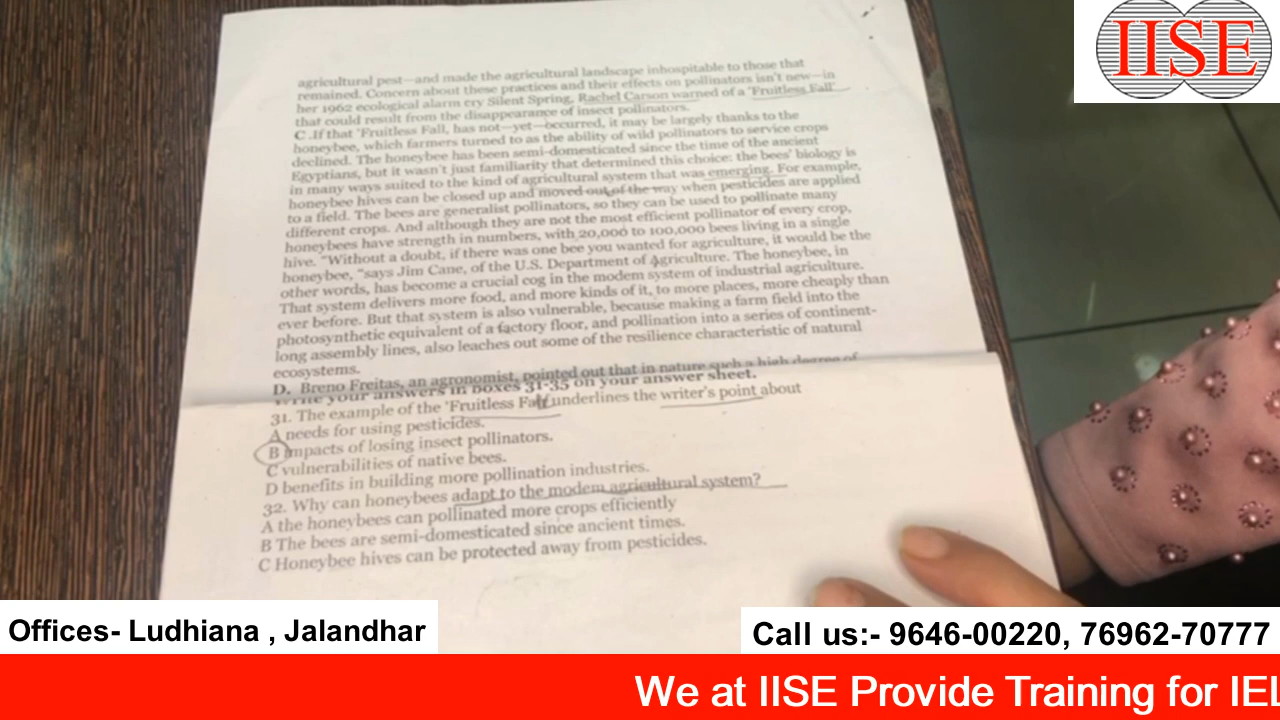 IISE
agricultural pest—and made the agricultural landscape inhospitable to those that
remained. Concern about these practices and their effects on pollinators isn't new—in
her 1962 ecological alarm cry Silent Spring, Rachel Carson warned of a 'Fruitless Fall'
that could result from the disappearance of insect pollinators.
C .If that 'Fruitless Fall, has not—yet—occurred, it may be largely thanks to the
honeybee, which farmers turned to as the ability of wild pollinators to service crops
declined. The honeybee has been semi-domesticated since the time of the ancient
Egyptians, but it wasn't just familiarity that determined this choice: the bees' biology is
in many ways suited to the kind of agricultural system that was emerging. For example,
honeybee hives can be closed up and moved out of the way when pesticides are applied
to a field. The bees are generalist pollinators, so they can be used to pollinate many
different crops. And although they are not the most efficient pollinator of every crop,
honeybees have strength in numbers, with 20,000 to 100,000 bees living in a single
hive. "Without a doubt, if there was one bee you wanted for agriculture, it would be the
honeybee, "says Jim Cane, of the U.S. Department of Agriculture. The honeybee, in
other words, has become a crucial cog in the modem system of industrial agriculture.
That system delivers more food, and more kinds of it, to more places, more cheaply than
ever before. But that system is also vulnerable, because making a farm field into the
photosynthetic equivalent of a factory floor, and pollination into a series of continent-
long assembly lines, also leaches out some of the resilience characteristic of natural
ecosystems.
D. Breno Freitas, an agronomist, pointed out that in nature such a high degree of
Write your answers in boxes 31-35 on your answer sheet.
31. The example of the 'Fruitless Fall' underlines the writer's point about
A needs for using pesticides.
B impacts of losing insect pollinators.
C vulnerabilities of native bees.
D benefits in building more pollination industries.
32. Why can honeybees adapt to the modem agricultural system?
A the honeybees can pollinated more crops efficiently
B The bees are semi-domesticated since ancient times.
C Honeybee hives can be protected away from pesticides.
Offices- Ludhiana , Jalandhar
Call us:- 9646-00220, 76962-70777
We at IISE Provide Training for IEL